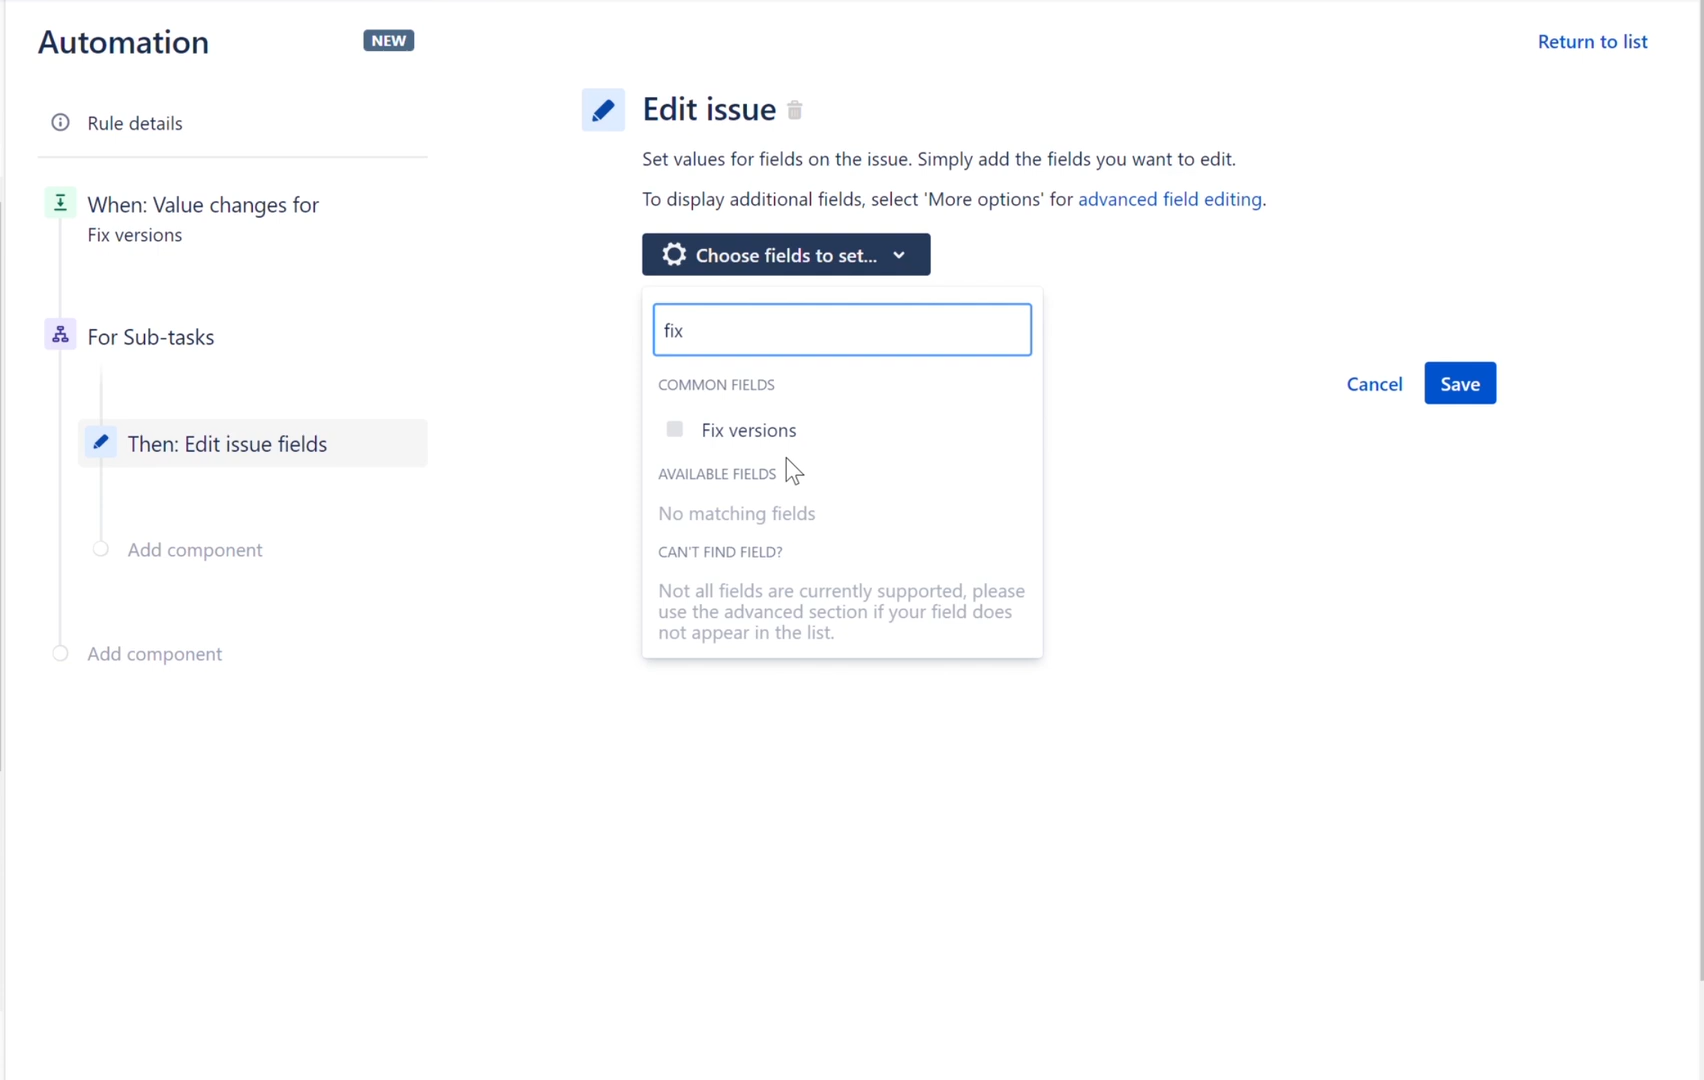 Automation
NEW
Return to list
Rule details
When: Value changes for
Fix versions
For Sub-tasks
Then: Edit issue fields
Add component
Add component
Edit issue
Set values for fields on the issue. Simply add the fields you want to edit.
To display additional fields, select 'More options' for advanced field editing.
Choose fields to set...
fix
COMMON FIELDS
Fix versions
AVAILABLE FIELDS
No matching fields
CAN'T FIND FIELD?
Not all fields are currently supported, please
use the advanced section if your field does
not appear in the list.
Cancel
Save